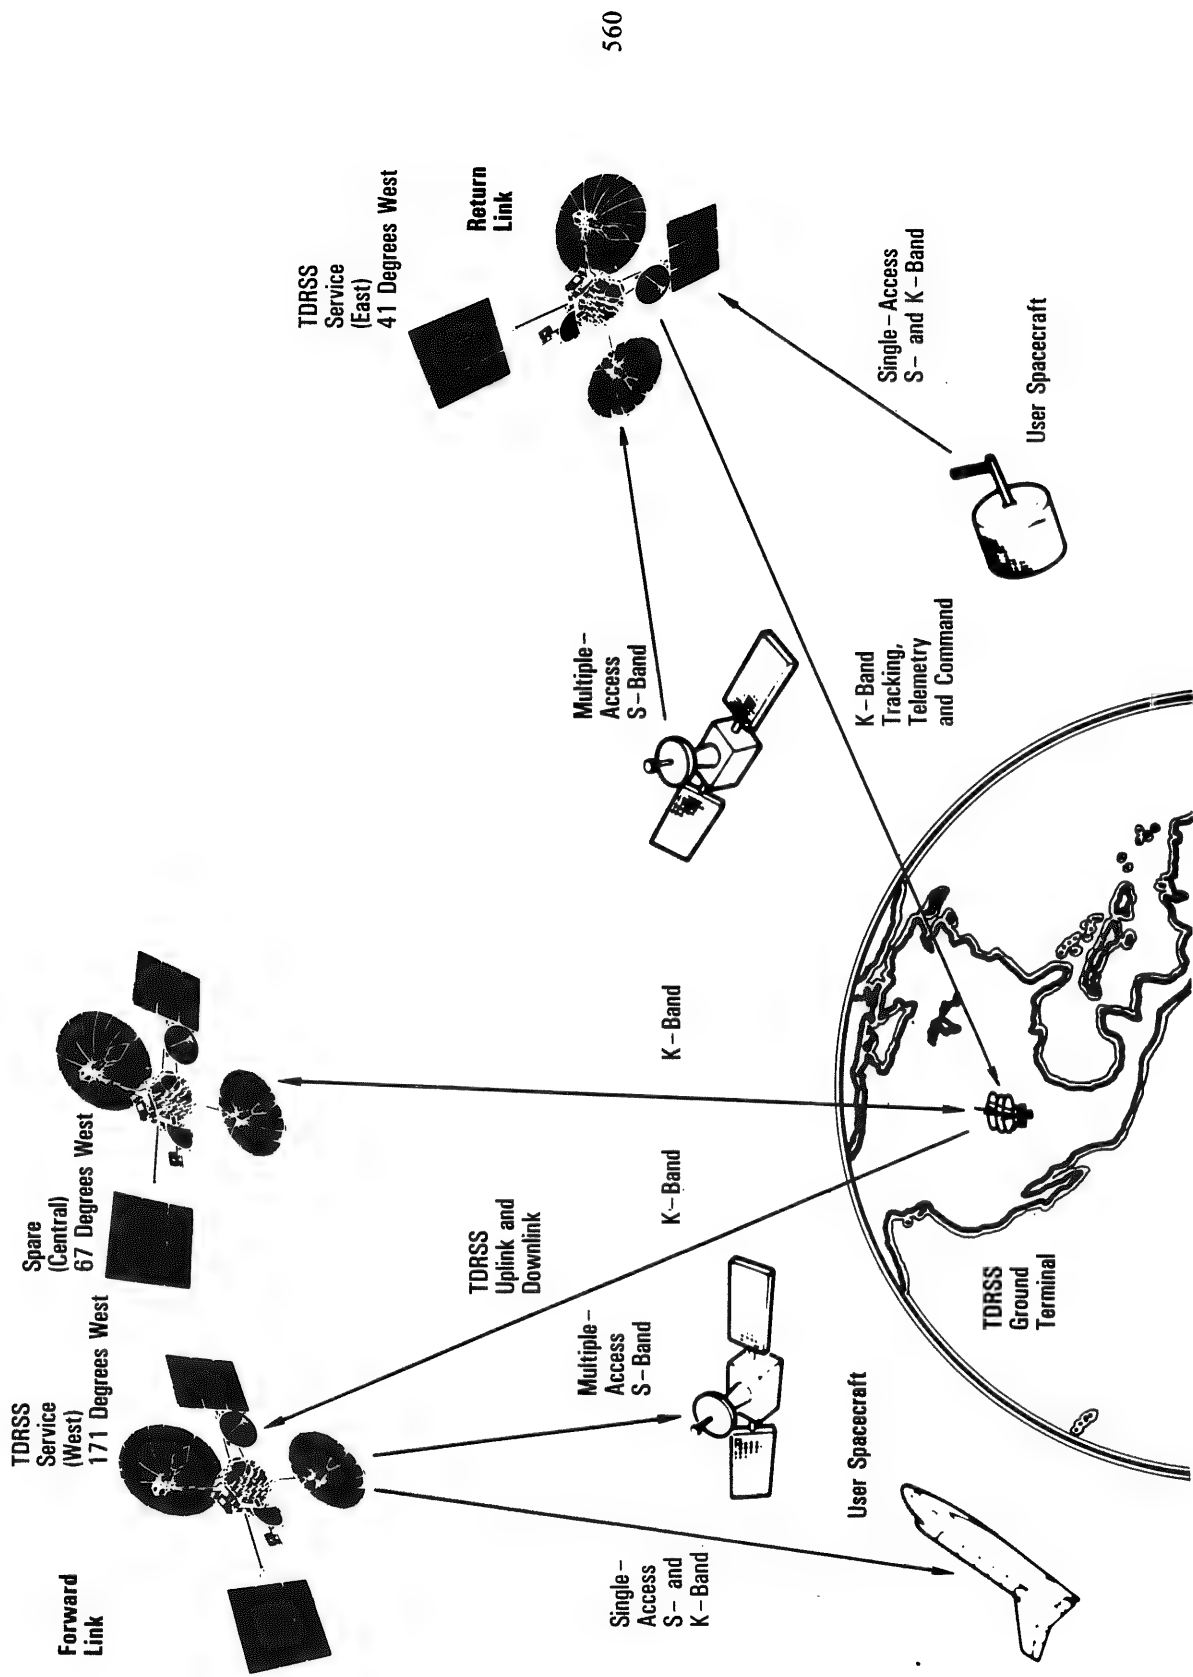 Forward
Link
TDRSS
Service
(West)
171 Degrees West
Spare
(Central)
67 Degrees West
TDRSS
Service
(East)
41 Degrees West
Return
Link
TDRSS
Uplink and
Downlink
Multiple-
Access
S-Band
Single-
Access
S- and
K-Band
K-Band
K-Band
Multiple-
Access
S-Band
Single-Access
S- and K-Band
K-Band
Tracking,
Telemetry
and Command
User Spacecraft
User Spacecraft
TDRSS
Ground
Terminal
560